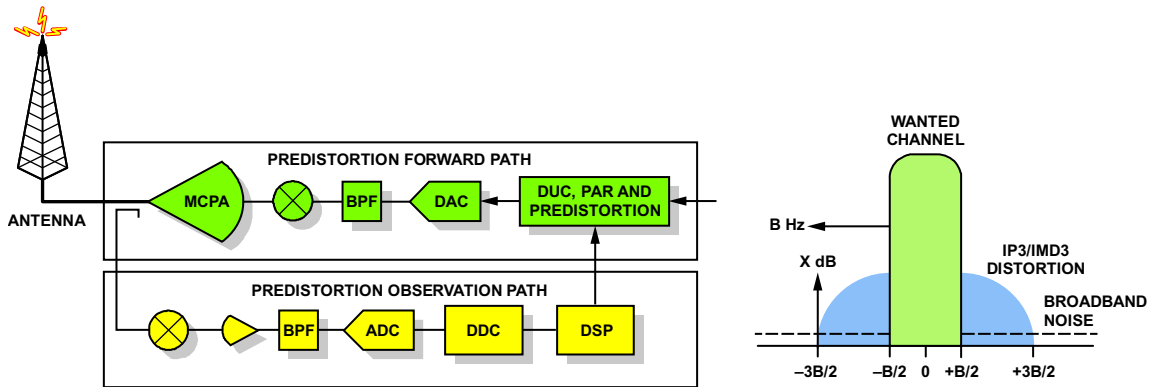 ANTENNA
PREDISTORTION FORWARD PATH
MCPA
BPF
DAC
DUC, PAR AND
PREDISTORTION
PREDISTORTION OBSERVATION PATH
BPF
ADC
DDC
DSP
WANTED
CHANNEL
B Hz
X dB
IP3/IMD3
DISTORTION
BROADBAND
NOISE
–3B/2
–B/2
0
+B/2
+3B/2